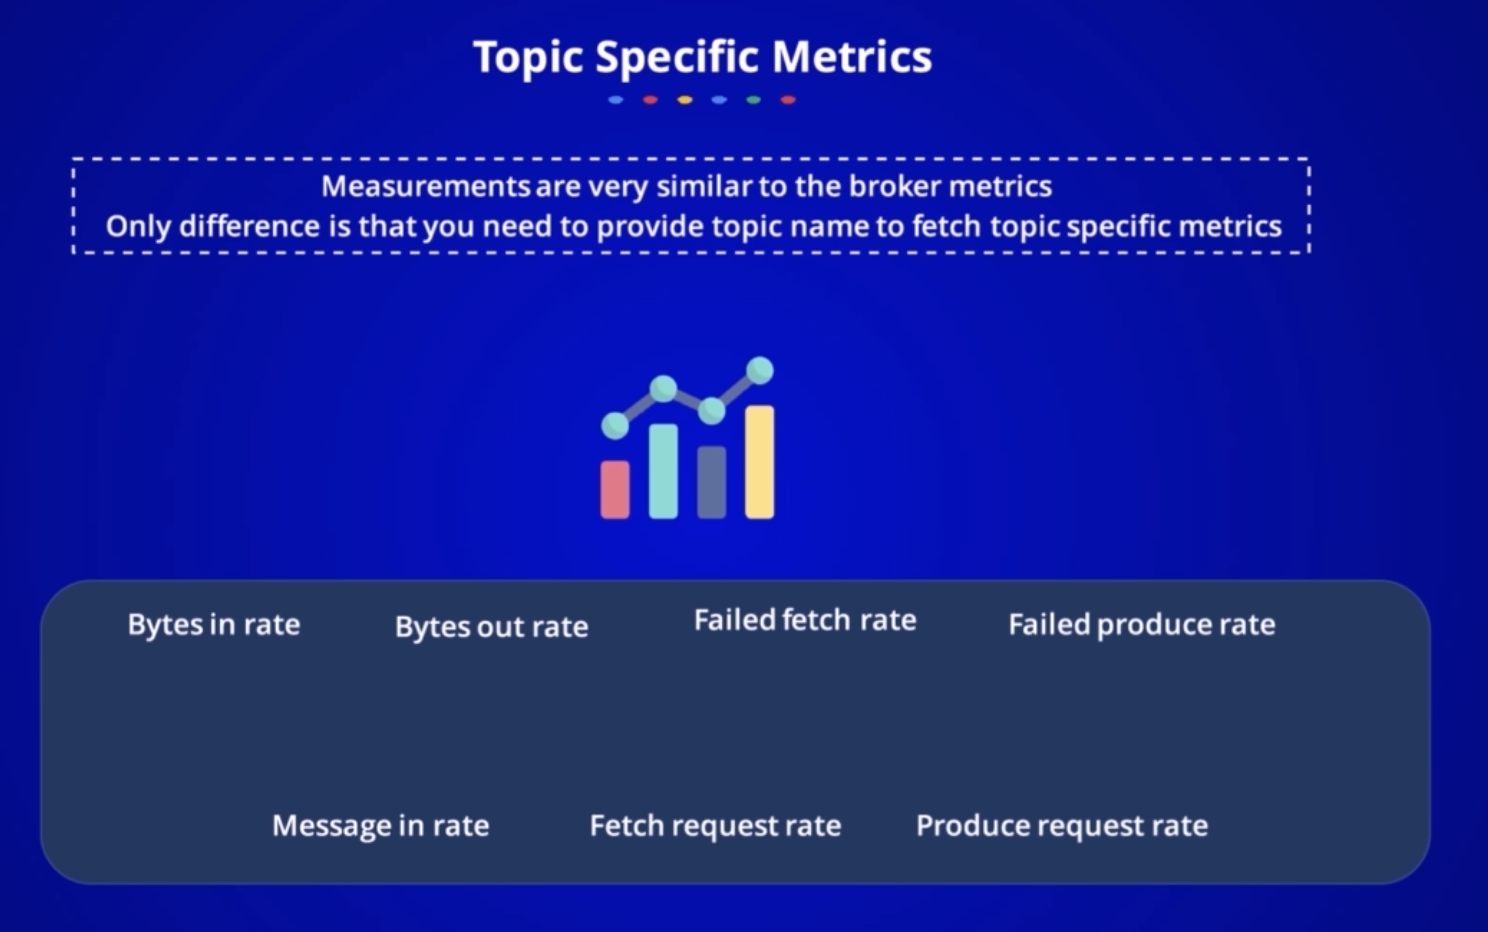 Topic Specific Metrics
Measurements are very similar to the broker metrics
Only difference is that you need to provide topic name to fetch topic specific metrics
Bytes in rate
Bytes out rate
Failed fetch rate
Failed produce rate
Message in rate
Fetch request rate
Produce request rate